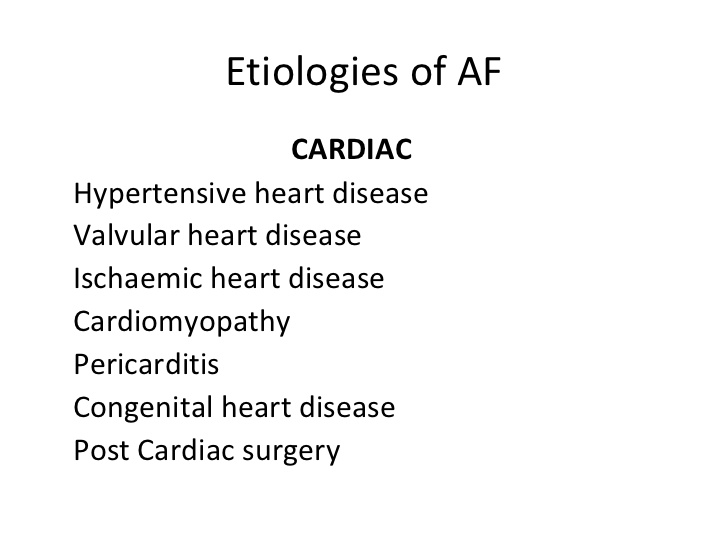 Etiologies of AF
CARDIAC
Hypertensive heart disease
Valvular heart disease
Ischaemic heart disease
Cardiomyopathy
Pericarditis
Congenital heart disease
Post Cardiac surgery